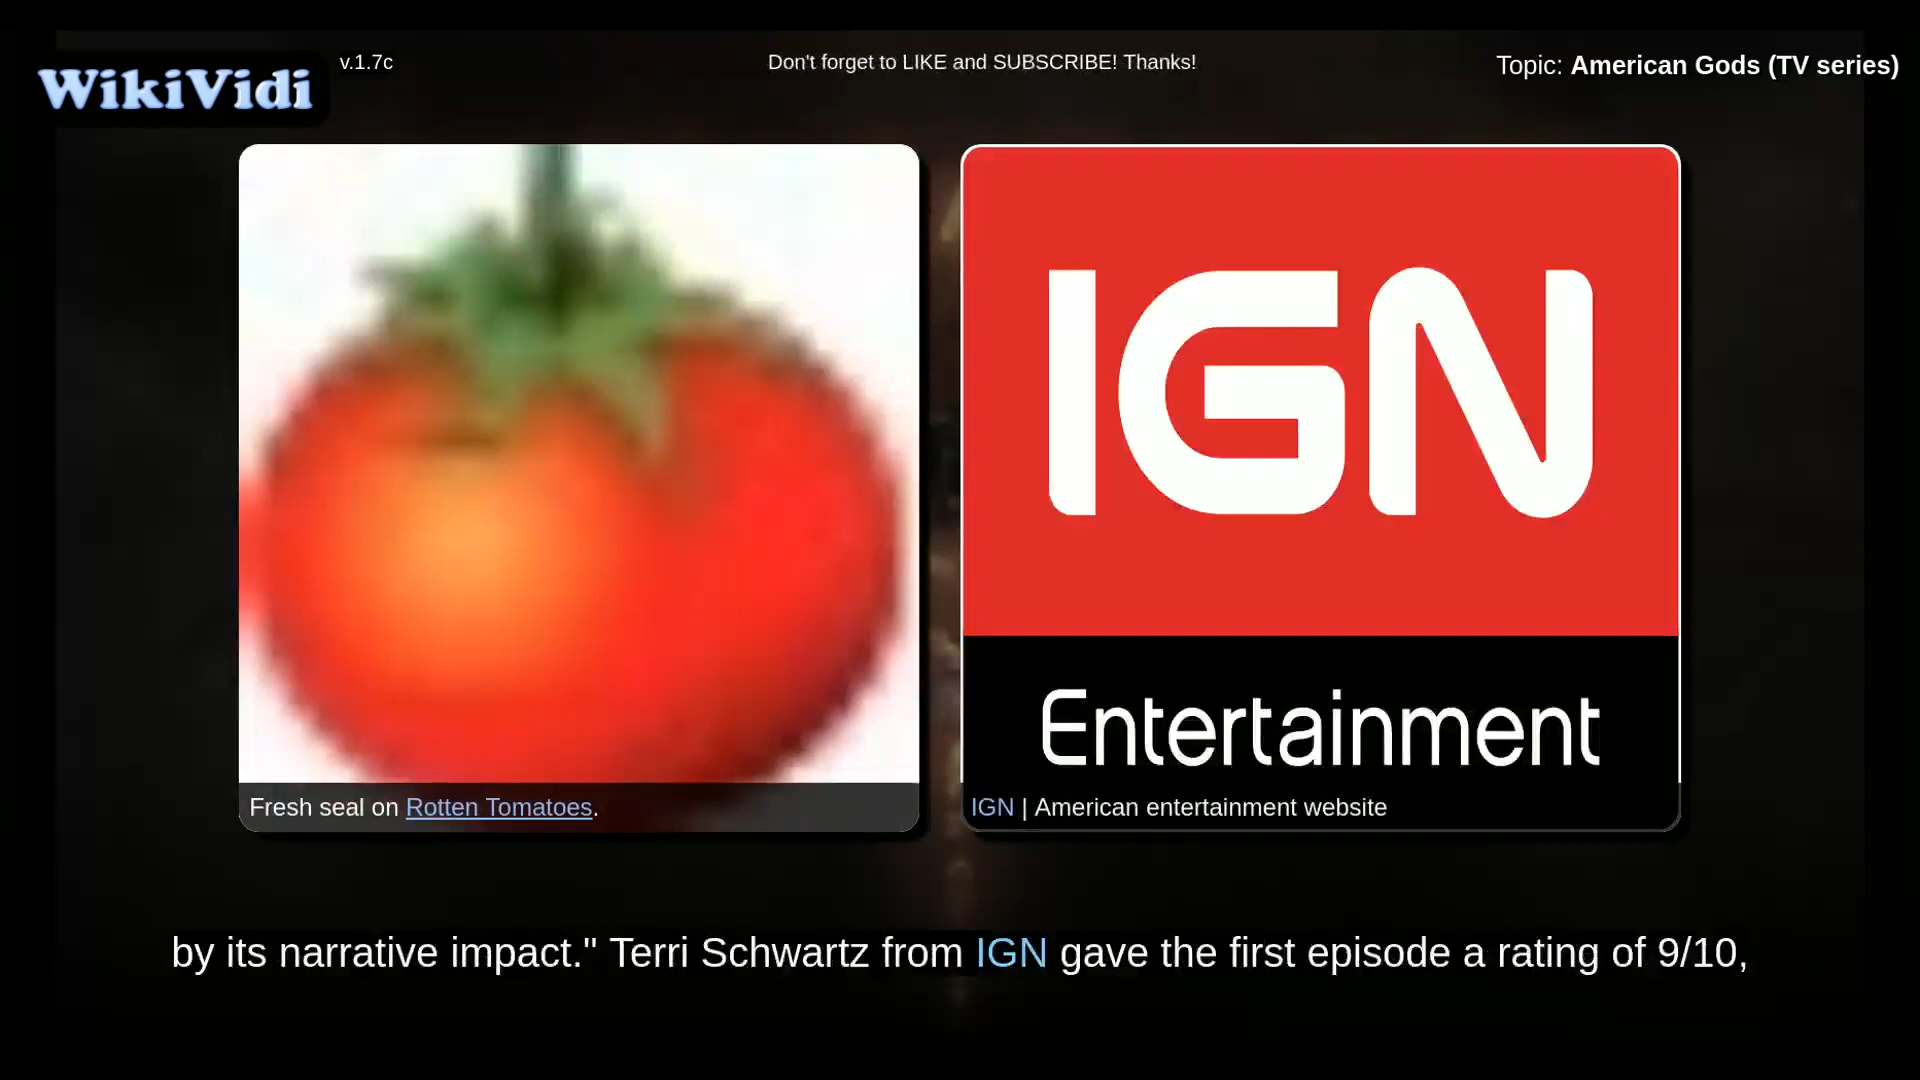 WikiVidi
v.1.7c
Don't forget to LIKE and SUBSCRIBE! Thanks!
Topic: American Gods (TV series)
IGN
Entertainment
Fresh seal on Rotten Tomatoes.
IGN | American entertainment website
by its narrative impact." Terri Schwartz from IGN gave the first episode a rating of 9/10,